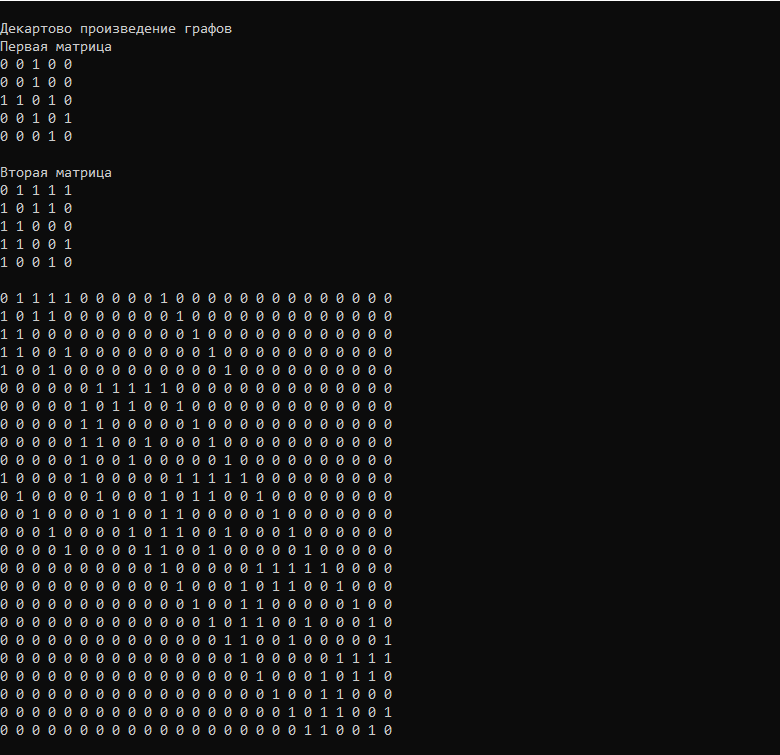 Декартово произведение графов
Первая матрица
0 0 1 0 0
0 0 1 0 0
1 1 0 1 0
0 0 1 0 1
0 0 0 1 0
Вторая матрица
0 1 1 1 1
1 0 1 1 0
1 1 0 0 0
1 1 0 0 1
1 0 0 1 0
0 1 1 1 1 0 0 0 0 0 1 0 0 0 0 0 0 0 0 0 0 0 0 0 0
1 0 1 1 0 0 0 0 0 0 0 1 0 0 0 0 0 0 0 0 0 0 0 0 0
1 1 0 0 0 0 0 0 0 0 0 0 1 0 0 0 0 0 0 0 0 0 0 0 0
1 1 0 0 1 0 0 0 0 0 0 0 0 1 0 0 0 0 0 0 0 0 0 0 0
1 0 0 1 0 0 0 0 0 0 0 0 0 0 1 0 0 0 0 0 0 0 0 0 0
0 0 0 0 0 0 1 1 1 1 1 0 0 0 0 0 0 0 0 0 0 0 0 0 0
0 0 0 0 0 1 0 1 1 0 0 1 0 0 0 0 0 0 0 0 0 0 0 0 0
0 0 0 0 0 1 1 0 0 0 0 0 1 0 0 0 0 0 0 0 0 0 0 0 0
0 0 0 0 0 1 1 0 0 1 0 0 0 1 0 0 0 0 0 0 0 0 0 0 0
0 0 0 0 0 1 0 0 1 0 0 0 0 0 1 0 0 0 0 0 0 0 0 0 0
1 0 0 0 0 1 0 0 0 0 0 1 1 1 1 1 0 0 0 0 0 0 0 0 0
0 1 0 0 0 0 1 0 0 0 1 0 1 1 0 0 1 0 0 0 0 0 0 0 0
0 0 1 0 0 0 0 1 0 0 1 1 0 0 0 0 0 1 0 0 0 0 0 0 0
0 0 0 1 0 0 0 0 1 0 1 1 0 0 1 0 0 0 1 0 0 0 0 0 0
0 0 0 0 1 0 0 0 0 1 1 0 0 1 0 0 0 0 0 1 0 0 0 0 0
0 0 0 0 0 0 0 0 0 0 1 0 0 0 0 0 1 1 1 1 1 0 0 0 0
0 0 0 0 0 0 0 0 0 0 0 1 0 0 0 1 0 1 1 0 0 1 0 0 0
0 0 0 0 0 0 0 0 0 0 0 0 1 0 0 1 1 0 0 0 0 0 1 0 0
0 0 0 0 0 0 0 0 0 0 0 0 0 1 0 1 1 0 0 1 0 0 0 1 0
0 0 0 0 0 0 0 0 0 0 0 0 0 0 1 1 0 0 1 0 0 0 0 0 1
0 0 0 0 0 0 0 0 0 0 0 0 0 0 0 1 0 0 0 0 0 1 1 1 1
0 0 0 0 0 0 0 0 0 0 0 0 0 0 0 0 1 0 0 0 1 0 1 1 0
0 0 0 0 0 0 0 0 0 0 0 0 0 0 0 0 0 1 0 0 1 1 0 0 0
0 0 0 0 0 0 0 0 0 0 0 0 0 0 0 0 0 0 1 0 1 1 0 0 1
0 0 0 0 0 0 0 0 0 0 0 0 0 0 0 0 0 0 0 1 1 0 0 1 0